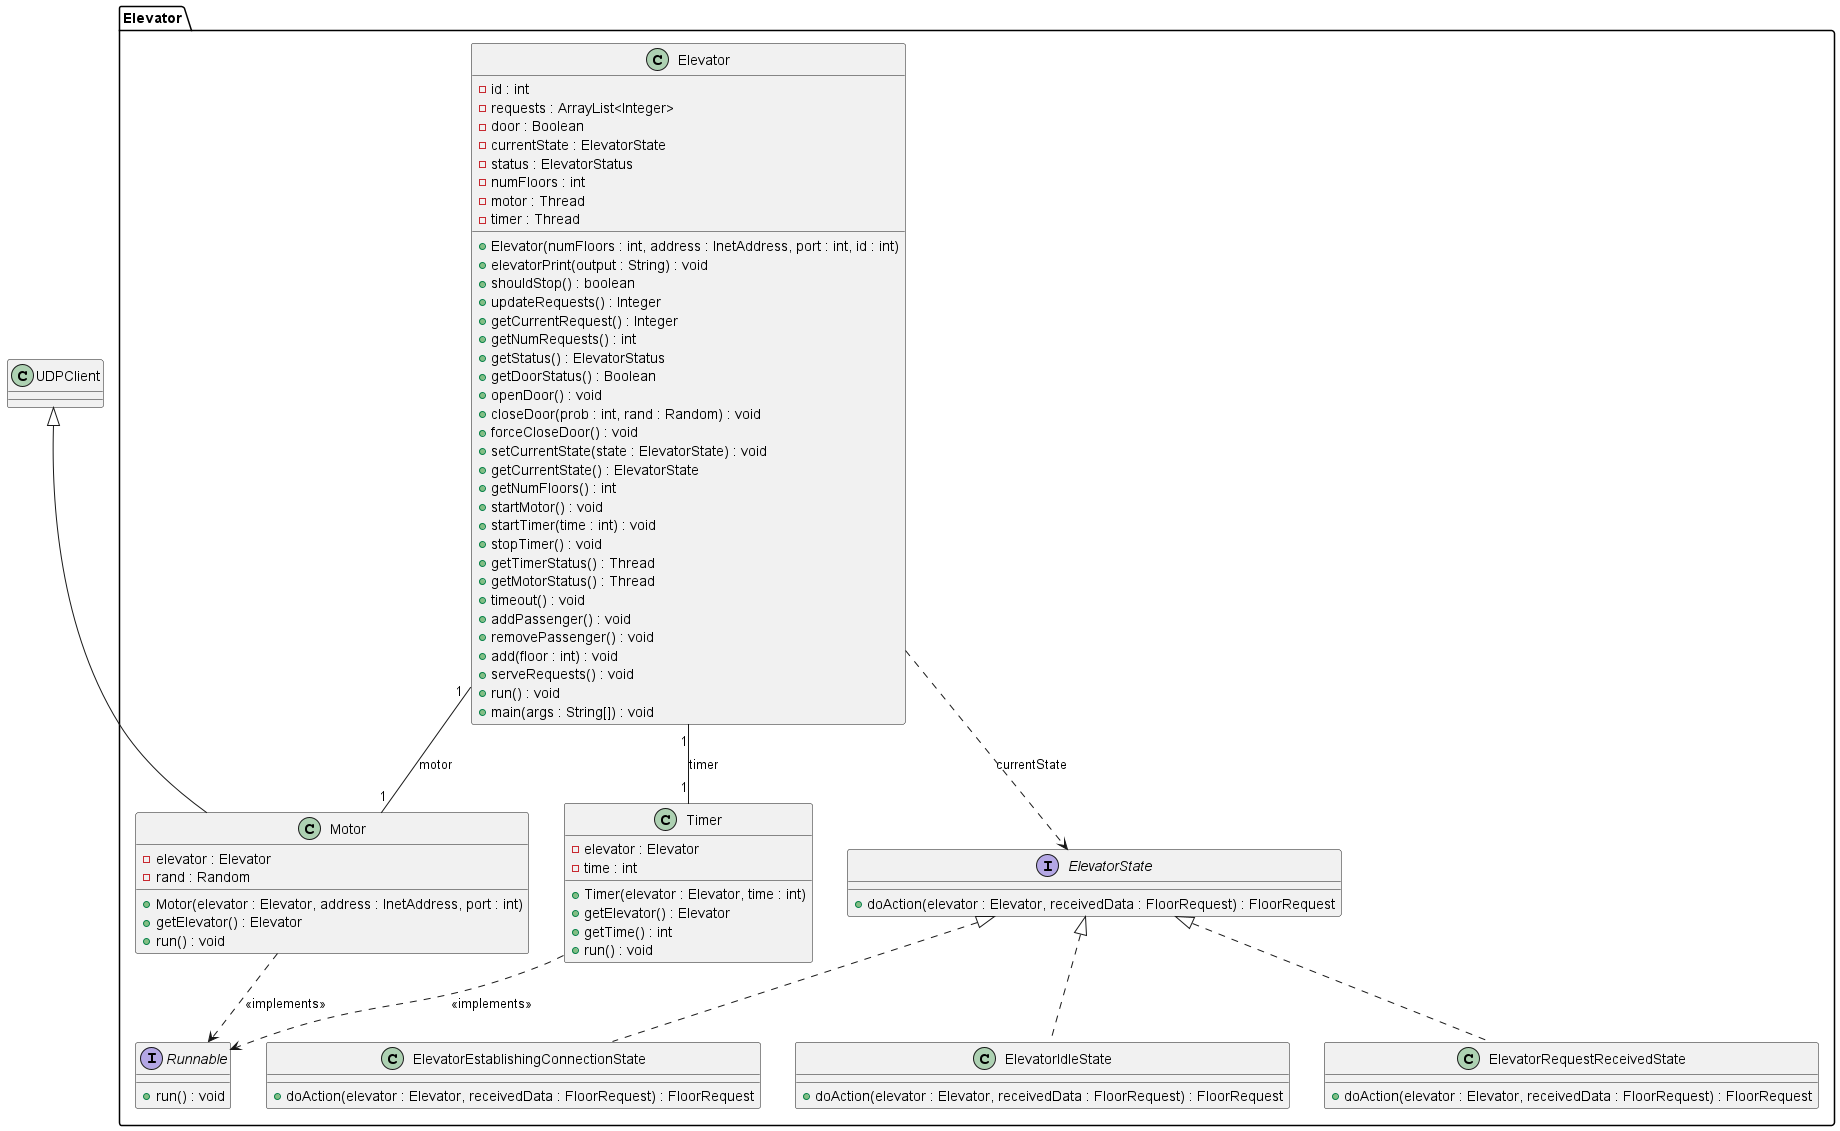 Elevator
C Elevator
id : int
requests : ArrayList<Integer>
door : Boolean
currentState : ElevatorState
status : ElevatorStatus
numFloors : int
motor : Thread
timer : Thread
Elevator(numFloors : int, address : InetAddress, port : int, id : int)
elevatorPrint(output : String) : void
shouldStop() : boolean
updateRequests() : Integer
getCurrentRequest() : Integer
getNumRequests() : int
getStatus() : ElevatorStatus
getDoorStatus() : Boolean
openDoor() : void
closeDoor(prob : int, rand : Random) : void
forceCloseDoor() : void
setCurrentState(state : ElevatorState) : void
getCurrentState() : ElevatorState
getNumFloors() : int
startMotor() : void
startTimer(time : int) : void
stopTimer() : void
getTimerStatus() : Thread
getMotorStatus() : Thread
timeout() : void
addPassenger() : void
removePassenger() : void
add(floor : int) : void
serveRequests() : void
run() : void
main(args : String[]) : void
C UDPClient
1
motor
1
1
timer
1
currentState
C Motor
elevator : Elevator
rand : Random
Motor(elevator : Elevator, address : InetAddress, port : int)
getElevator() : Elevator
run() : void
C Timer
elevator : Elevator
time : int
Timer(elevator : Elevator, time : int)
getElevator() : Elevator
getTime() : int
run() : void
I ElevatorState
doAction(elevator : Elevator, receivedData : FloorRequest) : FloorRequest
«implements»
«implements»
I Runnable
run() : void
C ElevatorEstablishingConnectionState
doAction(elevator : Elevator, receivedData : FloorRequest) : FloorRequest
C ElevatorIdleState
doAction(elevator : Elevator, receivedData : FloorRequest) : FloorRequest
C ElevatorRequestReceivedState
doAction(elevator : Elevator, receivedData : FloorRequest) : FloorRequest